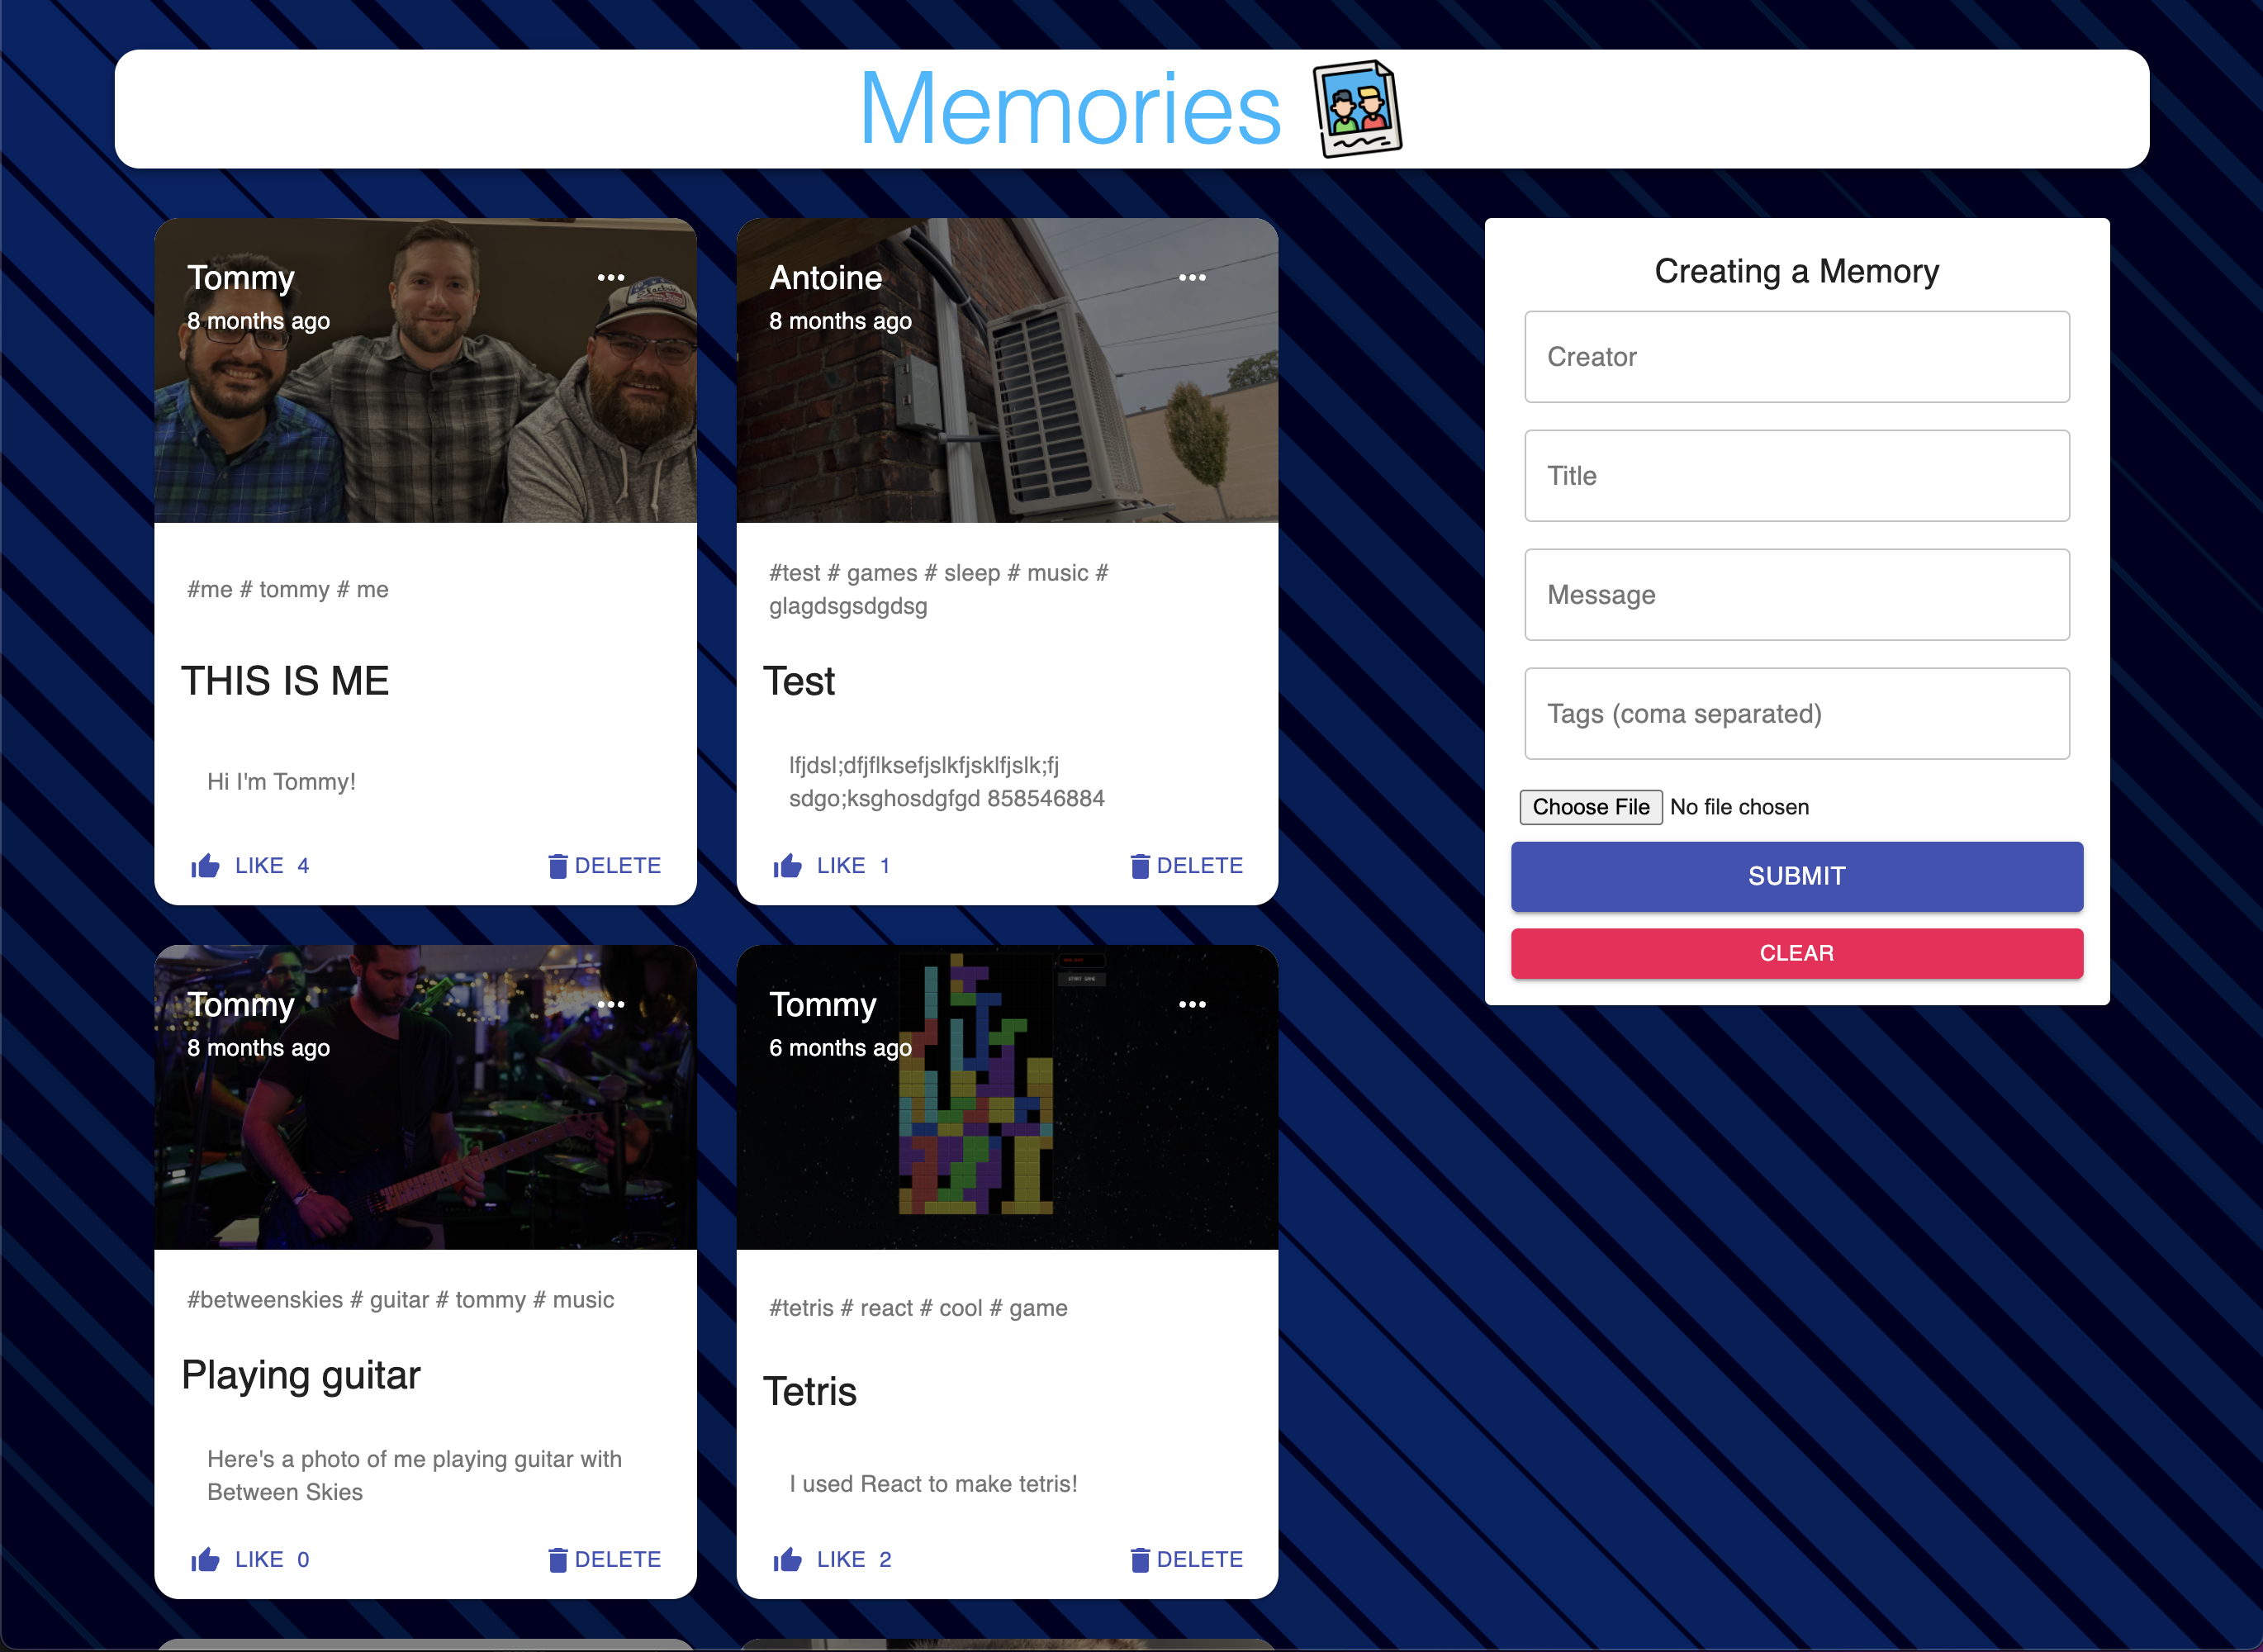 Memories
Tommy
8 months ago
#me # tommy # me
THIS IS ME
Hi I'm Tommy!
LIKE 4
DELETE
Antoine
8 months ago
#test # games # sleep # music #
glagdsgsdgdsg
Test
lfjdsl;dfjflksefjslkfjsklfjslk;fj
sdgo;ksghosdgfgd 858546884
LIKE 1
DELETE
Tommy
8 months ago
#betweenskies # guitar # tommy # music
Playing guitar
Here's a photo of me playing guitar with
Between Skies
LIKE 0
DELETE
Tommy
6 months ago
#tetris # react # cool # game
Tetris
I used React to make tetris!
LIKE 2
DELETE
Creating a Memory
Creator
Title
Message
Tags (coma separated)
Choose File No file chosen
SUBMIT
CLEAR